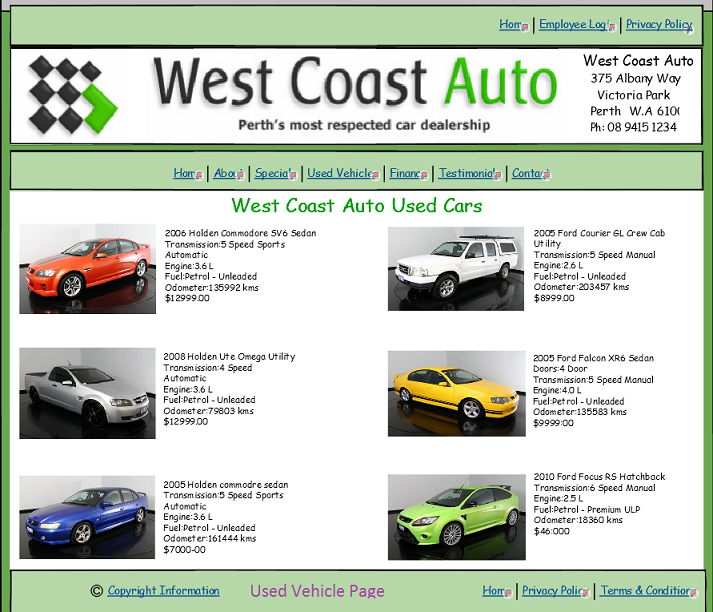 Hom | Employee Logi | Privacy Policy
West Coast Auto
Perth's most respected car dealership
West Coast Auto
375 Albany Way
Victoria Park
Perth W.A 6100
Ph: 08 9415 1234
Hom | Abou | Special | Used Vehicle | Financ | Testimonial | Contac
West Coast Auto Used Cars
2006 Holden Commodore SV6 Sedan
Transmission:5 Speed Sports
Automatic
Engine:3.6 L
Fuel:Petrol - Unleaded
Odometer:135992 kms
$12999.00
2005 Ford Courier GL Crew Cab
Utility
Transmission:5 Speed Manual
Engine:2.6 L
Fuel:Petrol - Unleaded
Odometer:203457 kms
$8999.00
2008 Holden Ute Omega Utility
Transmission:4 Speed
Automatic
Engine:3.6 L
Fuel:Petrol - Unleaded
Odometer:79803 kms
$12999.00
2005 Ford Falcon XR6 Sedan
Doors:4 Door
Transmission:5 Speed Manual
Engine:4.0 L
Fuel:Petrol - Unleaded
Odometer:135583 kms
$9999:00
2005 Holden commodre sedan
Transmission:5 Speed Sports
Automatic
Engine:3.6 L
Fuel:Petrol - Unleaded
Odometer:161444 kms
$7000-00
2010 Ford Focus RS Hatchback
Transmission:6 Speed Manual
Engine:2.5 L
Fuel:Petrol - Premium ULP
Odometer:18360 kms
$46:000
© Copyright Information Used Vehicle Page Hom | Privacy Polic | Terms & Condition